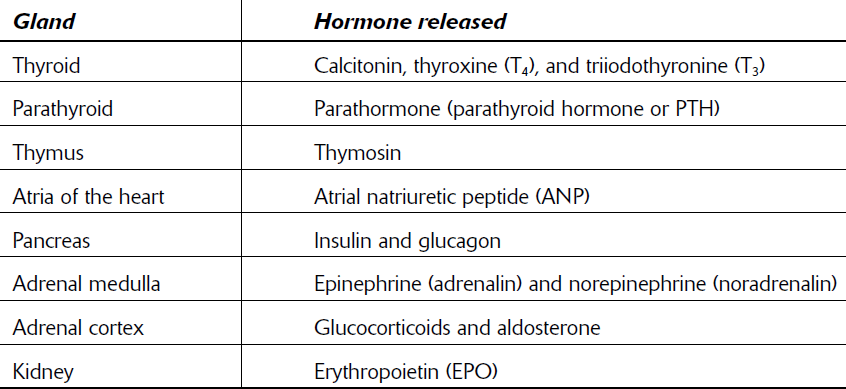 Gland Hormone released
Thyroid Calcitonin, thyroxine (T₄), and triiodothyronine (T₃)
Parathyroid Parathormone (parathyroid hormone or PTH)
Thymus Thymosin
Atria of the heart Atrial natriuretic peptide (ANP)
Pancreas Insulin and glucagon
Adrenal medulla Epinephrine (adrenalin) and norepinephrine (noradrenalin)
Adrenal cortex Glucocorticoids and aldosterone
Kidney Erythropoietin (EPO)